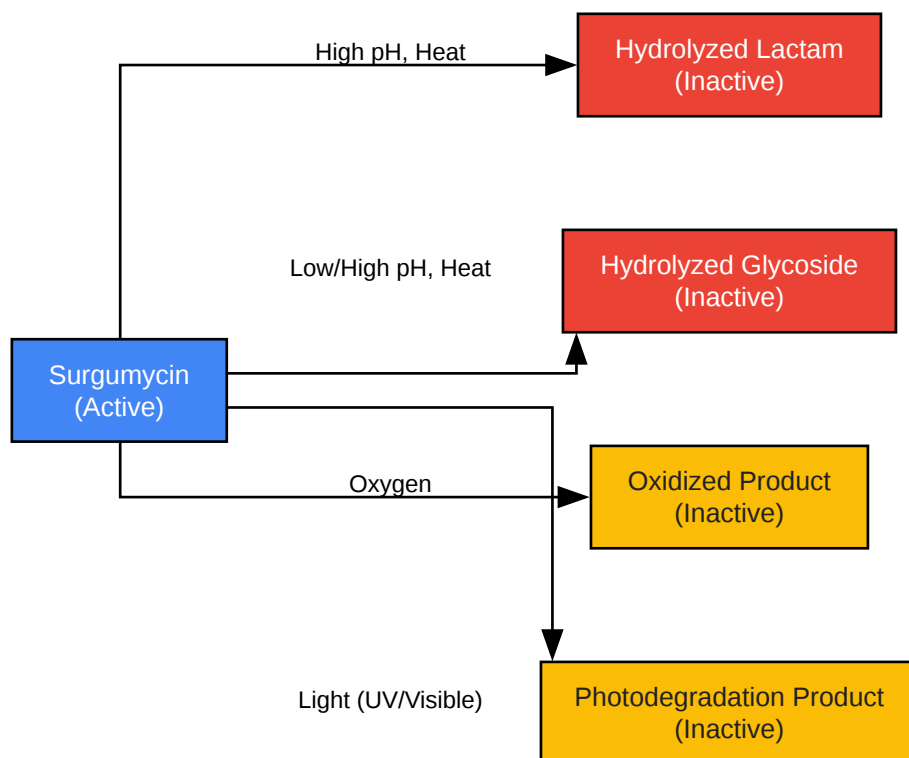 High pH, Heat
Hydrolyzed Lactam
(Inactive)
Low/High pH, Heat
Hydrolyzed Glycoside
(Inactive)
Surgumycin
(Active)
Oxygen
Oxidized Product
(Inactive)
Light (UV/Visible)
Photodegradation Product
(Inactive)